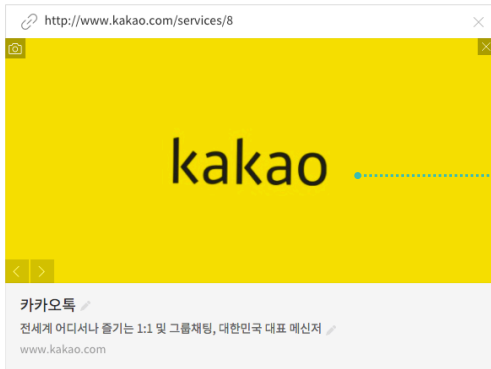 http://www.kakao.com/services/8
kakao
카카오톡
전세계 어디서나 즐기는 1:1 및 그룹채팅, 대한민국 대표 메신저
www.kakao.com